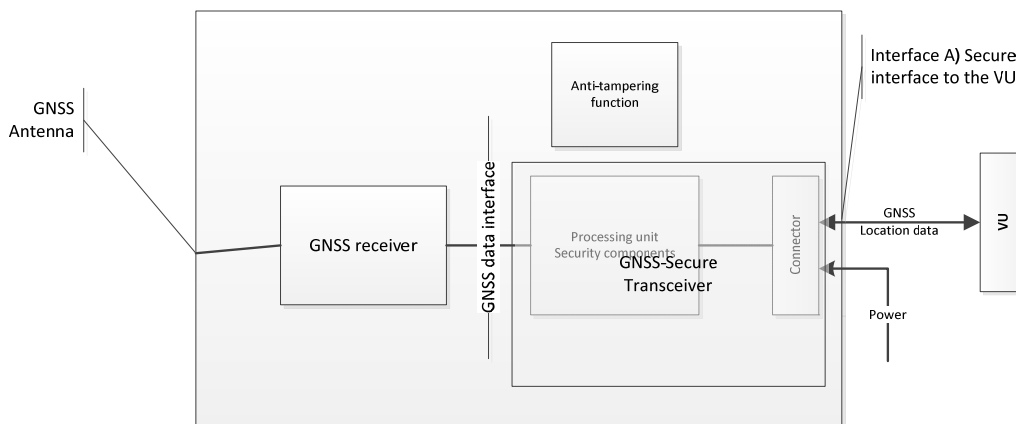 GNSS
Antenna
Anti-tampering
function
Interface A) Secure
interface to the VU
GNSS receiver
GNSS data interface
Processing unit
Security components
GNSS Secure
Transceiver
Connector
GNSS
Location data
VU
Power